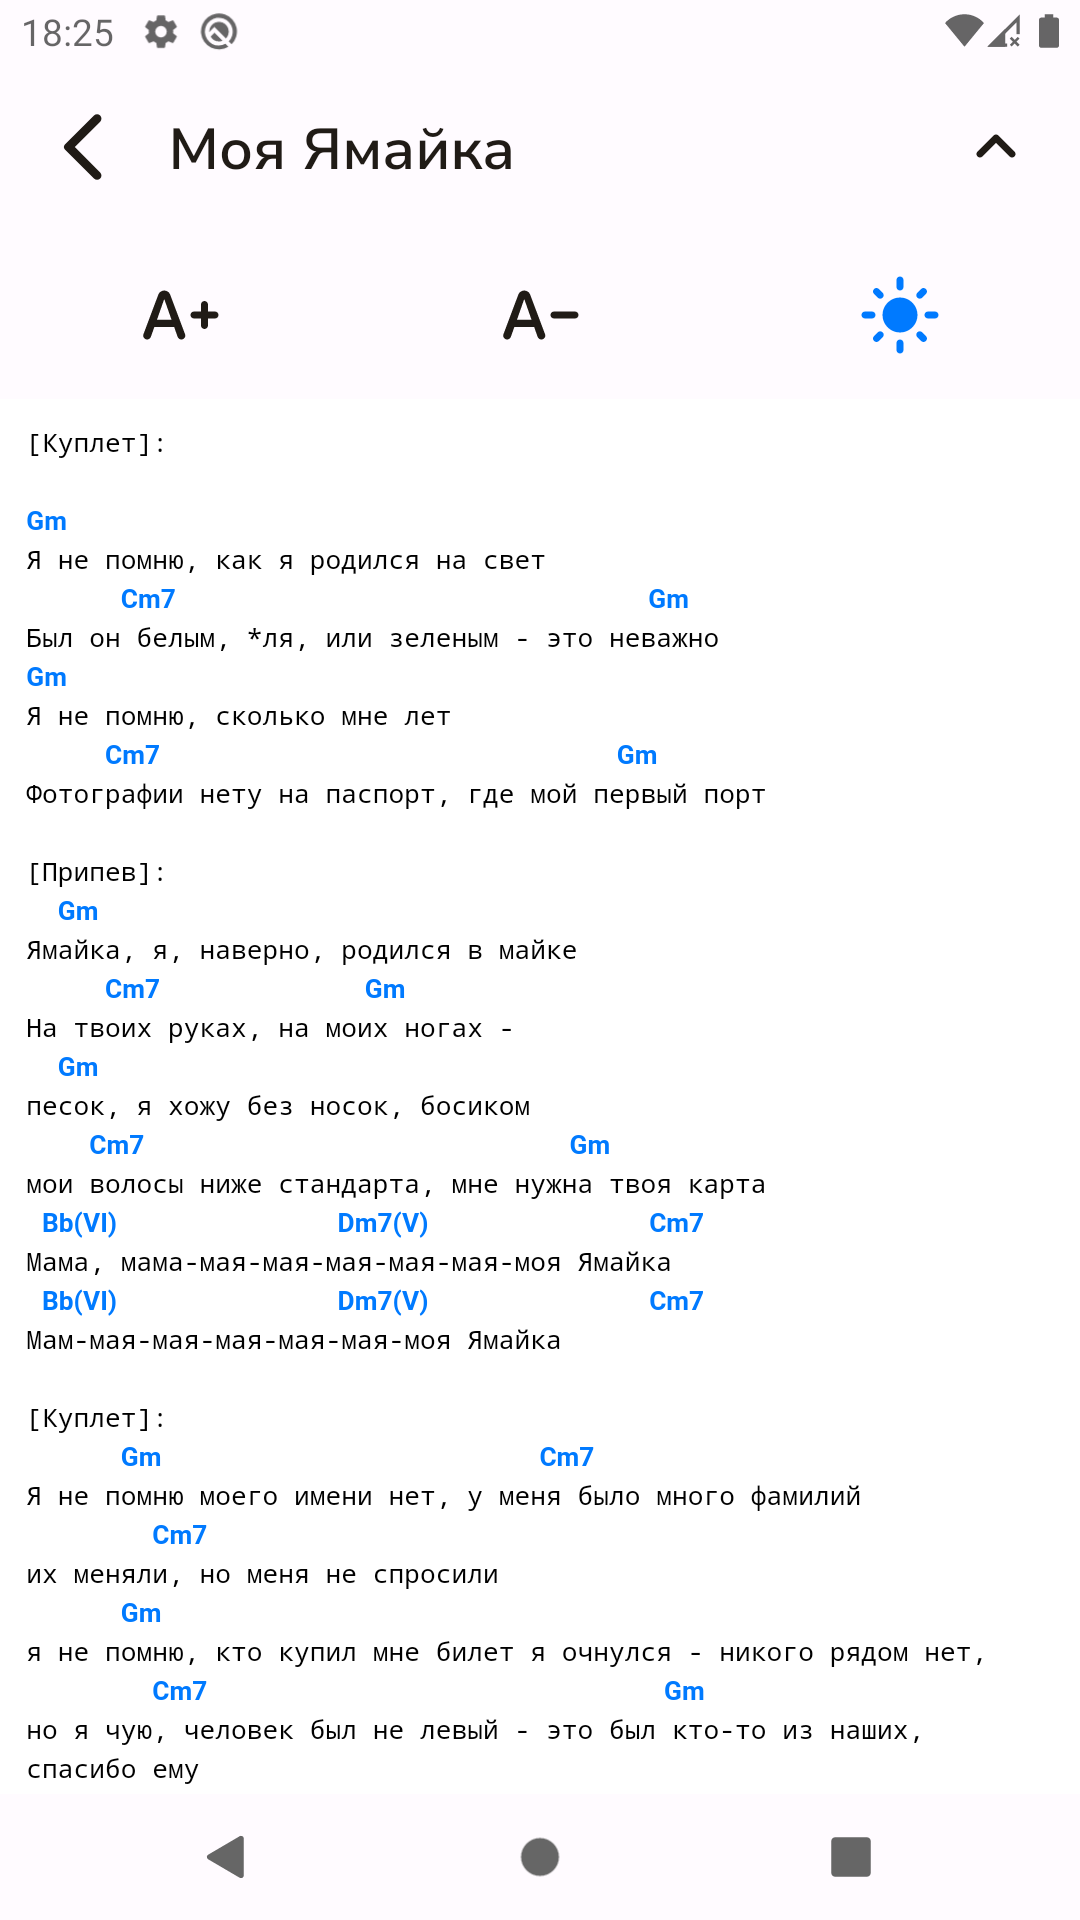 18:25
Моя Ямайка
A+ A-
[Куплет]:
Gm
Я не помню, как я родился на свет
Cm7 Gm
Был он белым, *ля, или зеленым - это неважно
Gm
Я не помню, сколько мне лет
Cm7 Gm
Фотографии нету на паспорт, где мой первый порт
[Припев]:
Gm
Ямайка, я, наверно, родился в майке
Cm7 Gm
На твоих руках, на моих ногах -
Gm
песок, я хожу без носок, босиком
Cm7 Gm
мои волосы ниже стандарта, мне нужна твоя карта
Bb(VI) Dm7(V) Cm7
Мама, мама-мая-мая-мая-мая-мая-моя Ямайка
Bb(VI) Dm7(V) Cm7
Мам-мая-мая-мая-мая-мая-моя Ямайка
[Куплет]:
Gm Cm7
Я не помню моего имени нет, у меня было много фамилий
Cm7
их меняли, но меня не спросили
Gm
я не помню, кто купил мне билет я очнулся - никого рядом нет,
Cm7 Gm
но я чую, человек был не левый - это был кто-то из наших,
спасибо ему